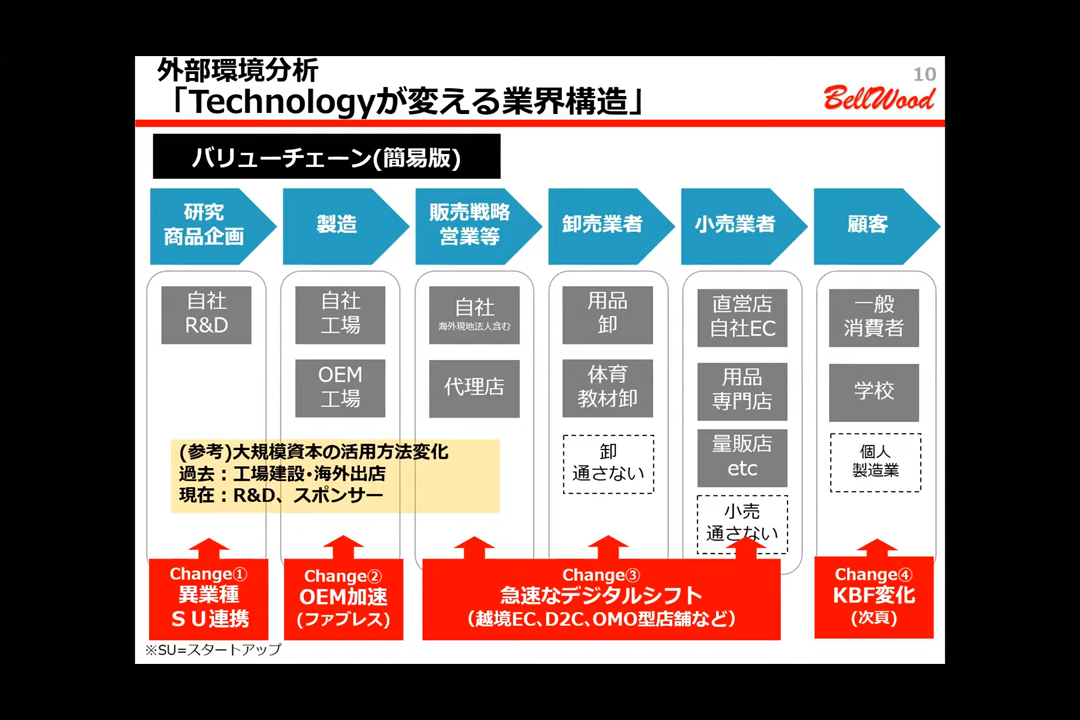 外部環境分析
「Technologyが変える業界構造」
10
BellWood
バリューチェーン(簡易版)
研究
商品企画
製造
販売戦略
営業等
卸売業者
小売業者
顧客
自社
R&D
自社
工場
OEM
工場
自社
海外現地法人含む
代理店
用品
卸
体育
教材卸
卸
通さない
直営店
自社EC
用品
専門店
量販店
etc
小売
通さない
一般
消費者
学校
個人
製造業
(参考)大規模資本の活用方法変化
過去：工場建設･海外出店
現在：R&D、スポンサー
Change①
異業種
ＳＵ連携
Change②
OEM加速
(ファブレス)
Change③
急速なデジタルシフト
（越境EC､D2C､OMO型店舗など）
Change④
KBF変化
(次頁)
※SU=スタートアップ